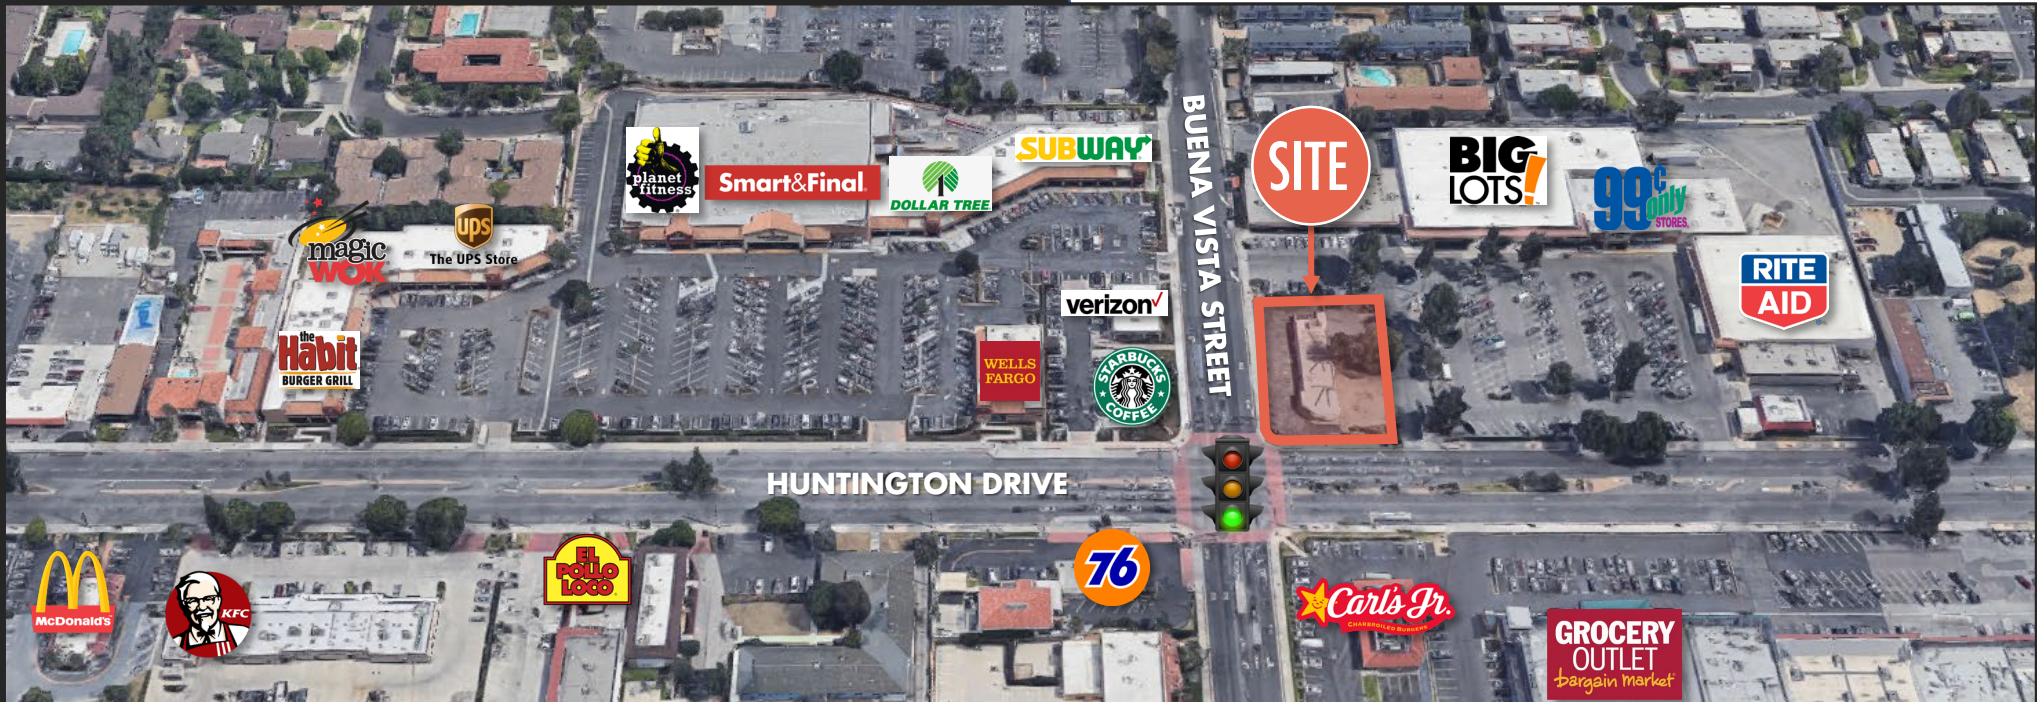 BUENA VISTA STREET
SITE
planet
fitness
Smart&Final
DOLLAR TREE
SUBWAY
BIG
LOTS!
99¢
only
STORES
magic
WOK
ups
The UPS Store
RITE
AID
verizon
the
Habit
BURGER GRILL
WELLS
FARGO
STARBUCKS
COFFEE
HUNTINGTON DRIVE
McDonald's
KFC
EL
POLLO
LOCO
76
Carl's Jr.
CHARBROILED BURGERS
GROCERY
OUTLET
bargain market